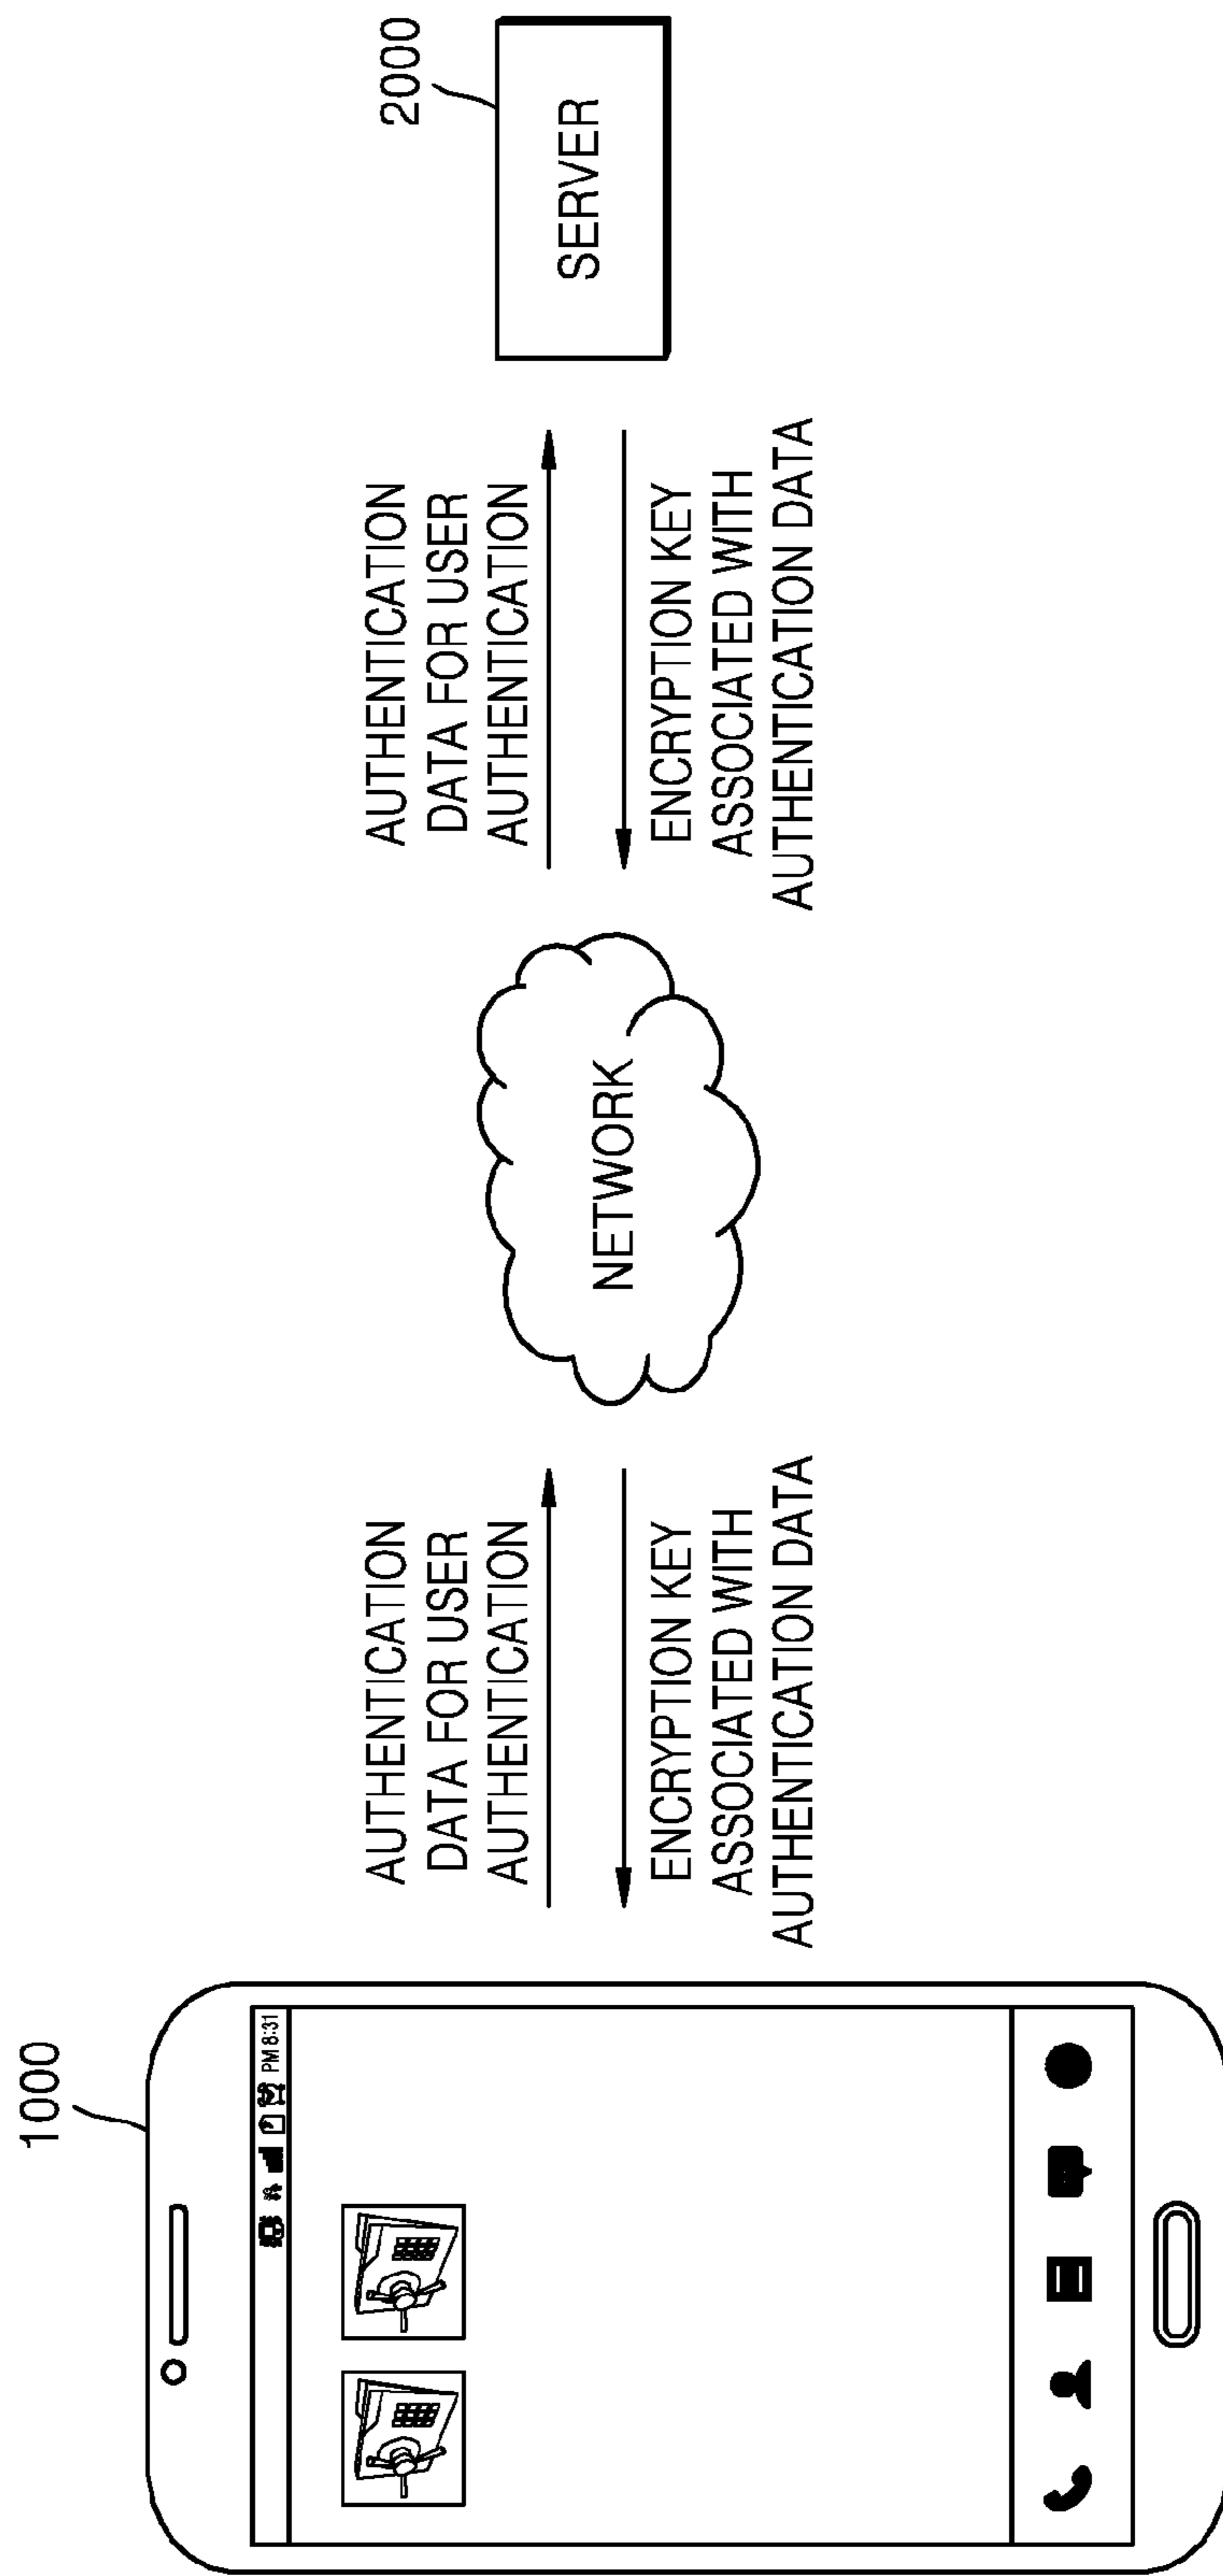 1000
PM 8:31
AUTHENTICATION
DATA FOR USER
AUTHENTICATION
ENCRYPTION KEY
ASSOCIATED WITH
AUTHENTICATION DATA
NETWORK
AUTHENTICATION
DATA FOR USER
AUTHENTICATION
ENCRYPTION KEY
ASSOCIATED WITH
AUTHENTICATION DATA
2000
SERVER